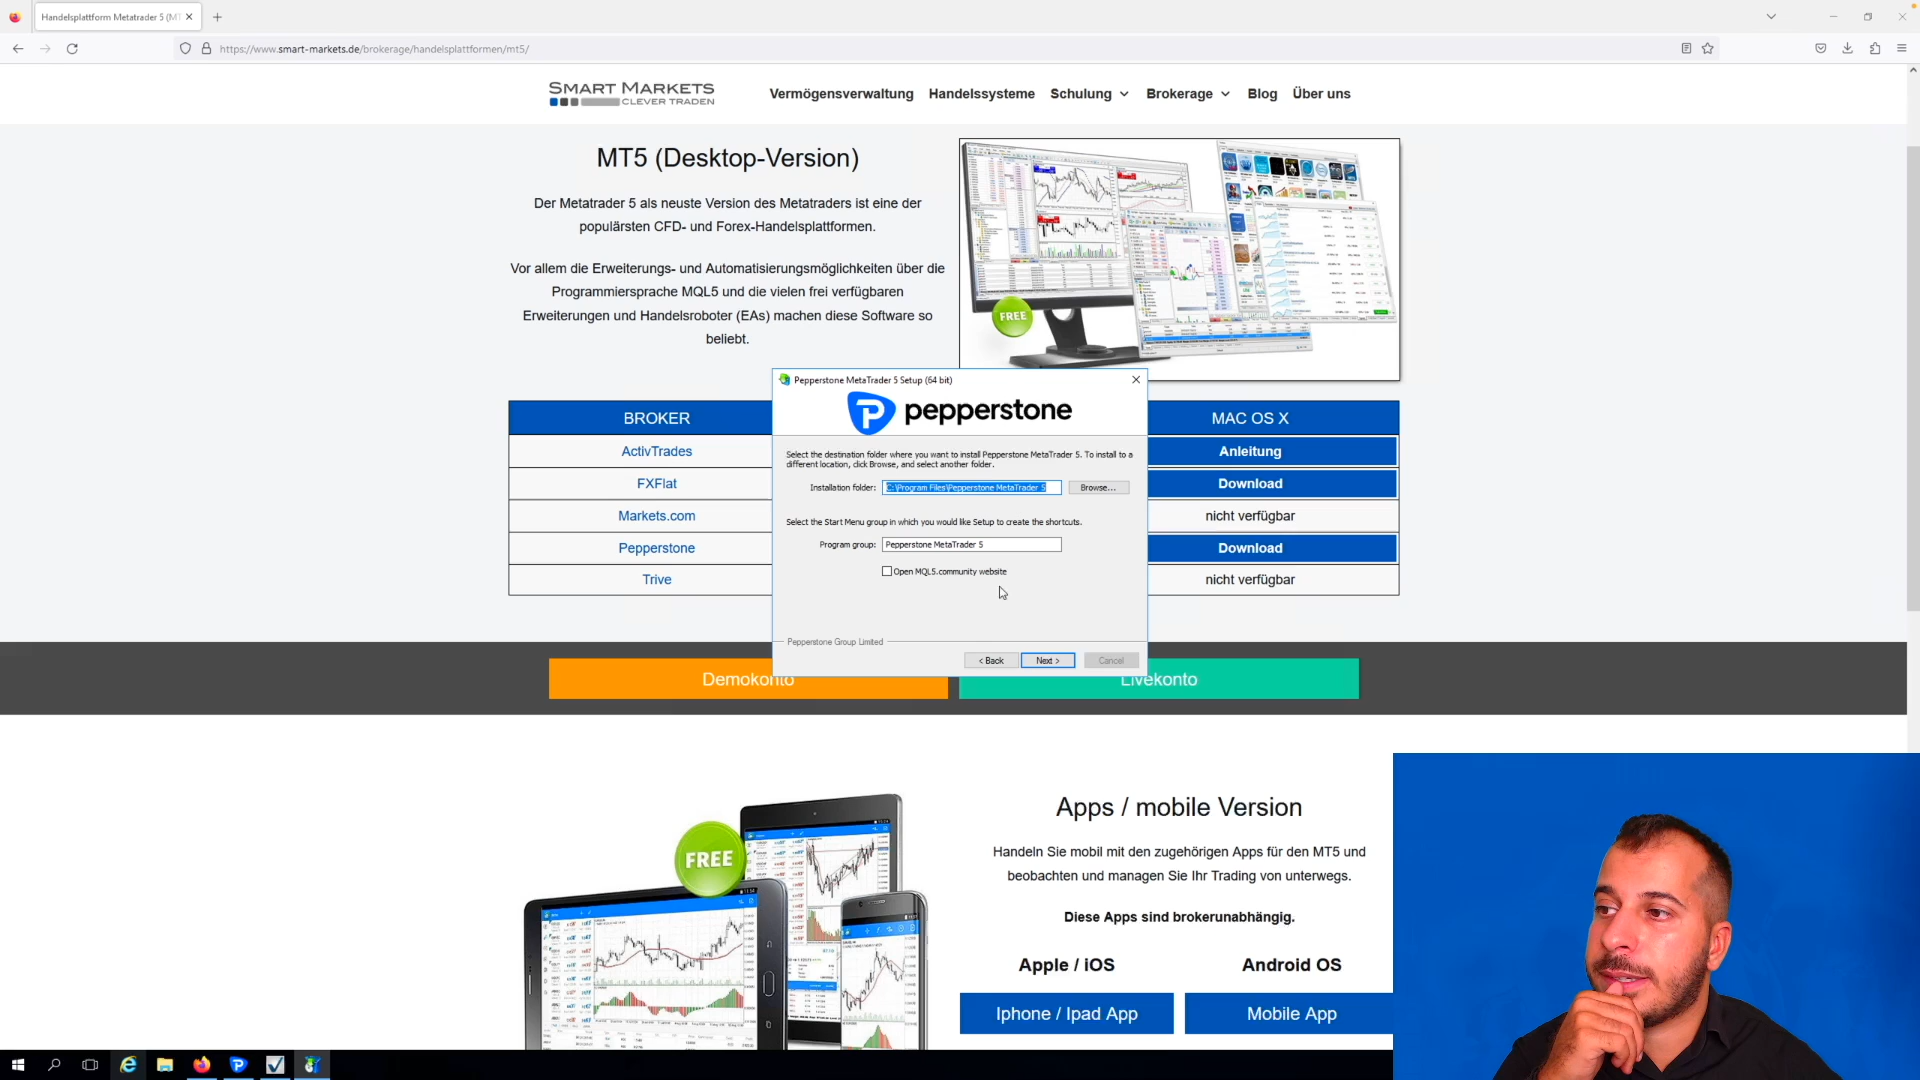 Handelsplattform Metatrader 5 (MT
https://www.smart-markets.de/brokerage/handelsplattformen/mt5/
SMART MARKETS
CLEVER TRADEN
Vermögensverwaltung
Handelssysteme
Schulung
Brokerage
Blog
Über uns
MT5 (Desktop-Version)
Der Metatrader 5 als neuste Version des Metatraders ist eine der
populärsten CFD- und Forex-Handelsplattformen.
Vor allem die Erweiterungs- und Automatisierungsmöglichkeiten über die
Programmiersprache MQL5 und die vielen frei verfügbaren
Erweiterungen und Handelsroboter (EAs) machen diese Software so
beliebt.
FREE
BROKER
MAC OS X
ActivTrades
Anleitung
FXFlat
Download
Markets.com
nicht verfügbar
Pepperstone
Download
Trive
nicht verfügbar
Pepperstone MetaTrader 5 Setup (64 bit)
pepperstone
Select the destination folder where you want to install Pepperstone MetaTrader 5. To install to a
different location, click Browse, and select another folder.
Installation folder:
C:\Program Files\Pepperstone MetaTrader 5
Browse...
Select the Start Menu group in which you would like Setup to create the shortcuts.
Program group:
Pepperstone MetaTrader 5
Open MQL5.community website
Pepperstone Group Limited
< Back
Next >
Cancel
Demokonto
Livekonto
FREE
Apps / mobile Version
Handeln Sie mobil mit den zugehörigen Apps für den MT5 und
beobachten und managen Sie Ihr Trading von unterwegs.
Diese Apps sind brokerunabhängig.
Apple / iOS
Android OS
Iphone / Ipad App
Mobile App